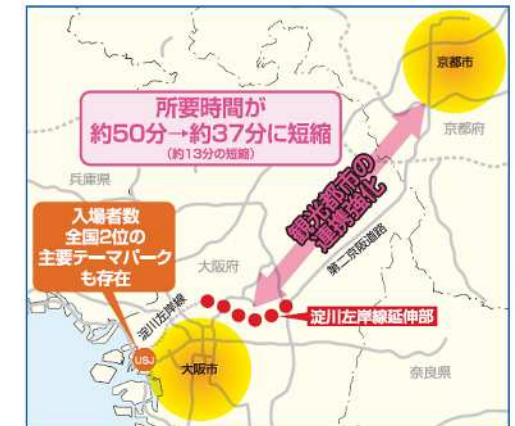 京都市
所要時間が
約50分→約37分に短縮
(約13分の短縮)
京都府
兵庫県
観光都市の
連携強化
入場者数
全国2位の
主要テーマパーク
も存在
大阪府
第二京阪道路
淀川左岸線
淀川左岸線延伸部
USJ
大阪市
奈良県